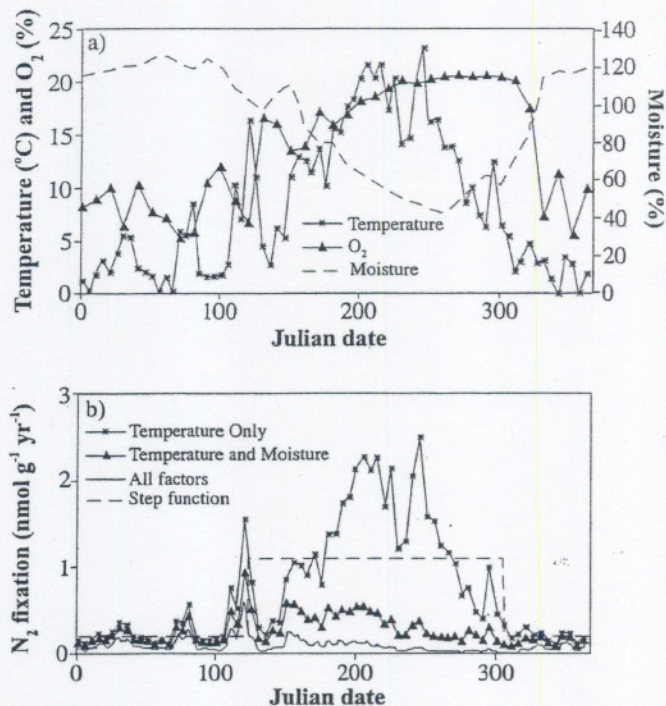 a)
Temperature (°C) and O2 (%)
25
20
15
10
5
0
Moisture (%)
140
120
100
80
60
40
20
0
Temperature
O2
Moisture
0
100
200
300
Julian date
b)
N2 fixation (nmol g-1 yr-1)
3
2
1
0
Temperature Only
Temperature and Moisture
All factors
Step function
0
100
200
300
Julian date